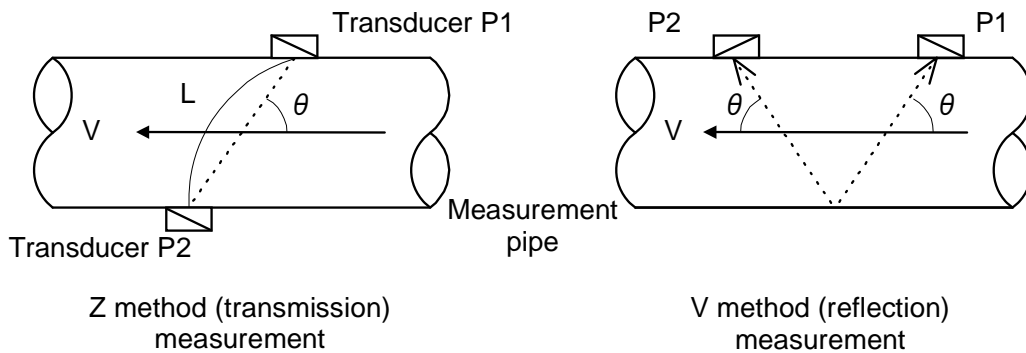 Transducer P1
L
θ
V
Transducer P2
Z method (transmission)
measurement
Measurement
pipe
P2
P1
θ
θ
V
V method (reflection)
measurement